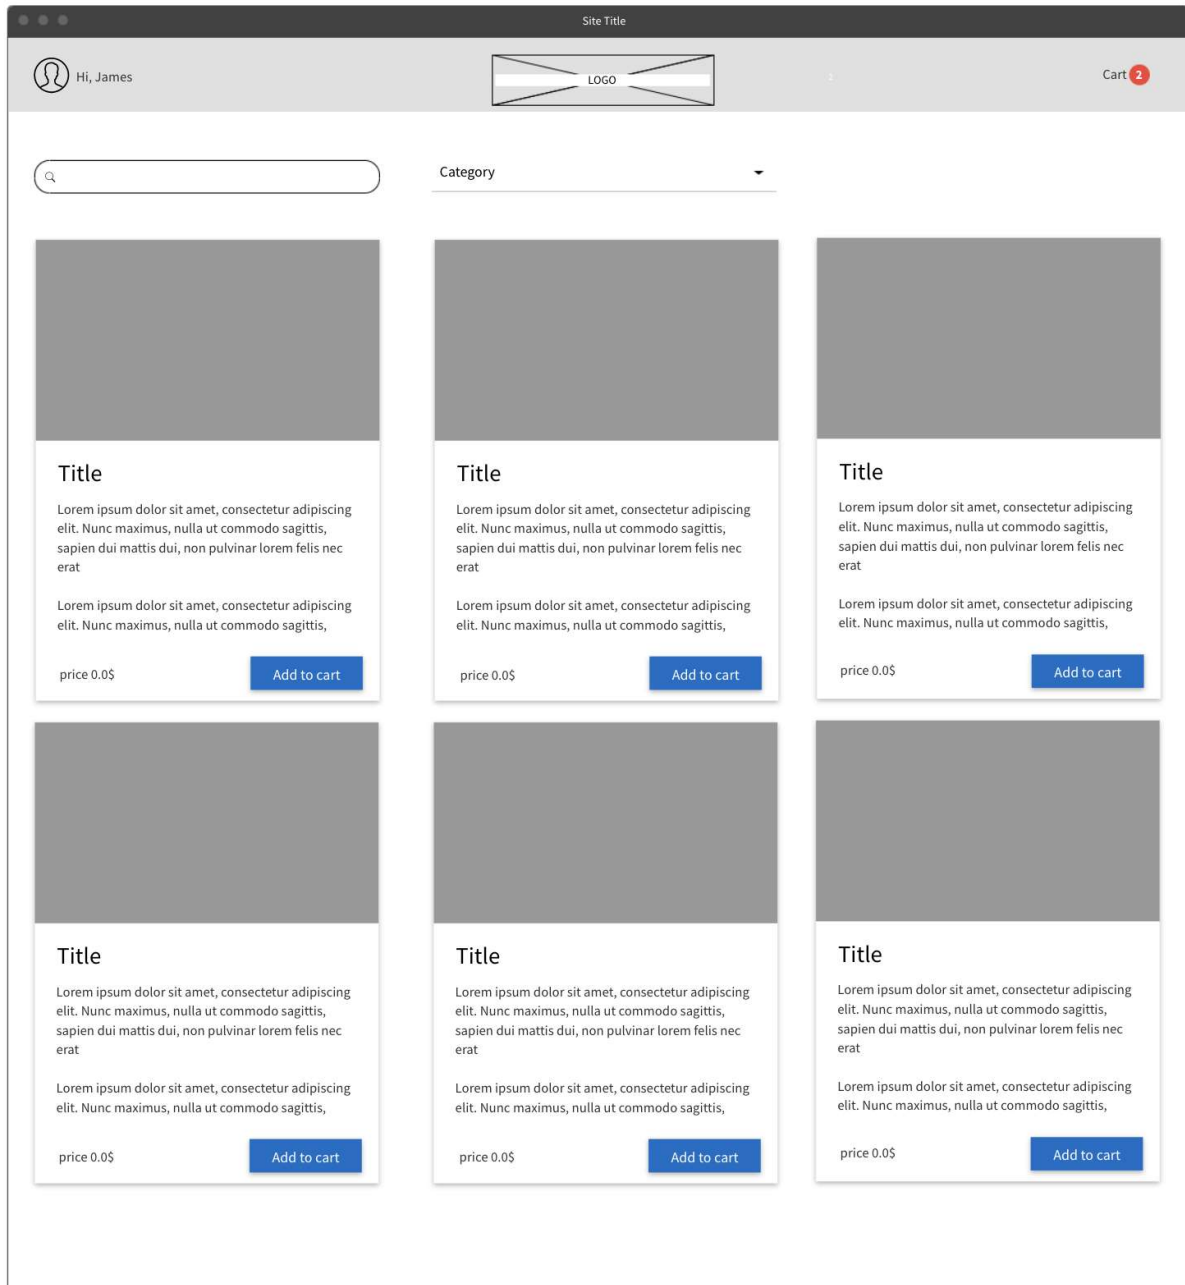 Site Title
Hi, James
LOGO
Cart 2
Category
Title
Lorem ipsum dolor sit amet, consectetur adipiscing
elit. Nunc maximus, nulla ut commodo sagittis,
sapien dui mattis dui, non pulvinar lorem felis nec
erat
Lorem ipsum dolor sit amet, consectetur adipiscing
elit. Nunc maximus, nulla ut commodo sagittis,
price 0.0$
Add to cart
Title
Lorem ipsum dolor sit amet, consectetur adipiscing
elit. Nunc maximus, nulla ut commodo sagittis,
sapien dui mattis dui, non pulvinar lorem felis nec
erat
Lorem ipsum dolor sit amet, consectetur adipiscing
elit. Nunc maximus, nulla ut commodo sagittis,
price 0.0$
Add to cart
Title
Lorem ipsum dolor sit amet, consectetur adipiscing
elit. Nunc maximus, nulla ut commodo sagittis,
sapien dui mattis dui, non pulvinar lorem felis nec
erat
Lorem ipsum dolor sit amet, consectetur adipiscing
elit. Nunc maximus, nulla ut commodo sagittis,
price 0.0$
Add to cart
Title
Lorem ipsum dolor sit amet, consectetur adipiscing
elit. Nunc maximus, nulla ut commodo sagittis,
sapien dui mattis dui, non pulvinar lorem felis nec
erat
Lorem ipsum dolor sit amet, consectetur adipiscing
elit. Nunc maximus, nulla ut commodo sagittis,
price 0.0$
Add to cart
Title
Lorem ipsum dolor sit amet, consectetur adipiscing
elit. Nunc maximus, nulla ut commodo sagittis,
sapien dui mattis dui, non pulvinar lorem felis nec
erat
Lorem ipsum dolor sit amet, consectetur adipiscing
elit. Nunc maximus, nulla ut commodo sagittis,
price 0.0$
Add to cart
Title
Lorem ipsum dolor sit amet, consectetur adipiscing
elit. Nunc maximus, nulla ut commodo sagittis,
sapien dui mattis dui, non pulvinar lorem felis nec
erat
Lorem ipsum dolor sit amet, consectetur adipiscing
elit. Nunc maximus, nulla ut commodo sagittis,
price 0.0$
Add to cart